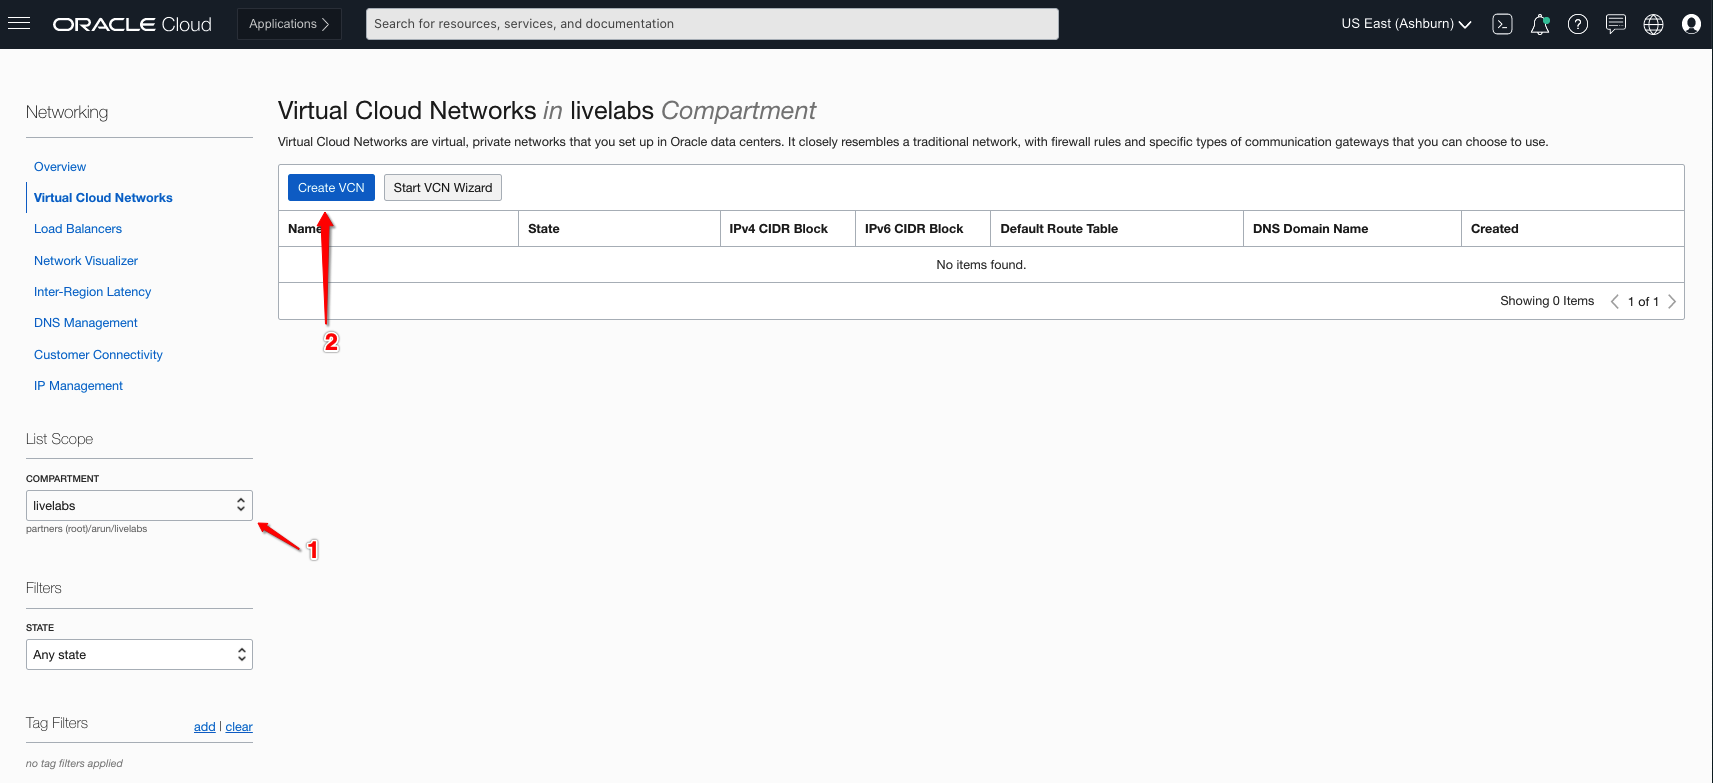 ORACLE Cloud
Applications
Search for resources, services, and documentation
US East (Ashburn)
Networking
Overview
Virtual Cloud Networks
Load Balancers
Network Visualizer
Inter-Region Latency
DNS Management
Customer Connectivity
IP Management
List Scope
COMPARTMENT
livelabs
partners (root)/arun/livelabs
1
Filters
STATE
Any state
Tag Filters add | clear
no tag filters applied
Virtual Cloud Networks in livelabs Compartment
Virtual Cloud Networks are virtual, private networks that you set up in Oracle data centers. It closely resembles a traditional network, with firewall rules and specific types of communication gateways that you can choose to use.
Create VCN Start VCN Wizard
Name State IPv4 CIDR Block IPv6 CIDR Block Default Route Table DNS Domain Name Created
No items found.
Showing 0 Items 1 of 1
2